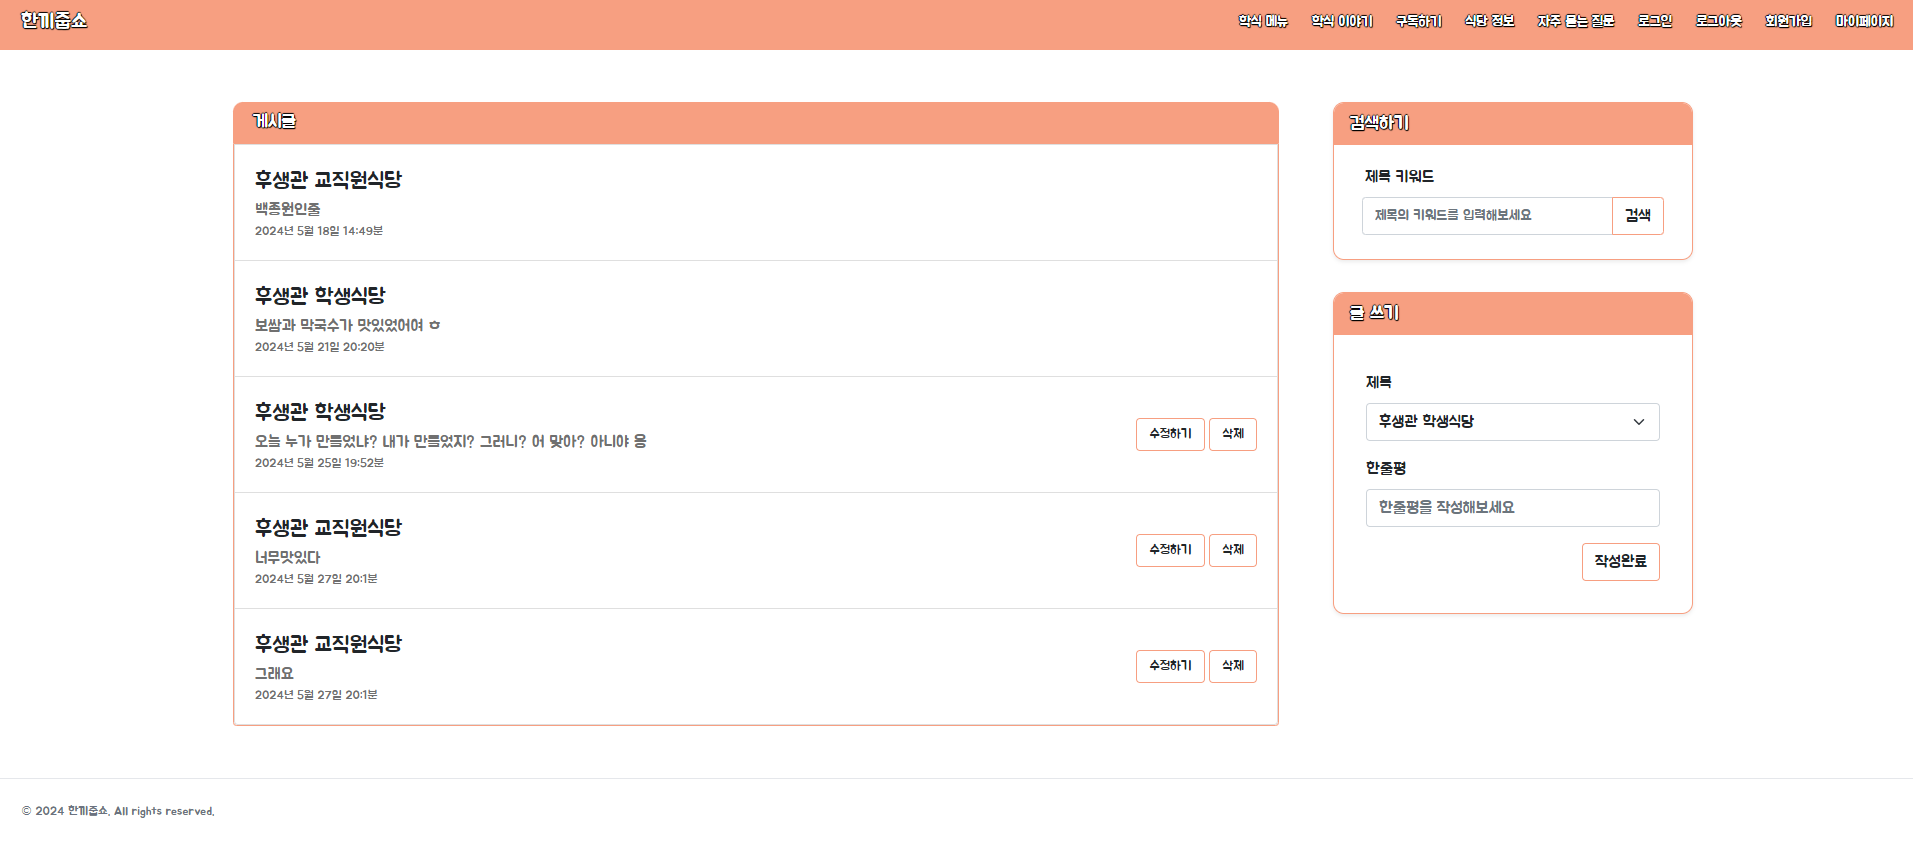 한끼줍쇼
학식 메뉴 학식 이야기 구독하기 식단 정보 자주 묻는 질문 로그인 로그아웃 회원가입 마이페이지
게시글
후생관 교직원식당
백종원인줄
2024년 5월 18일 14:49분
후생관 학생식당
보쌈과 막국수가 맛있었어여 ㅎ
2024년 5월 21일 20:20분
후생관 학생식당
오늘 누가 만들었냐? 내가 만들었지? 그러니? 어 맞아? 아니야 응
2024년 5월 25일 19:52분
수정하기 삭제
후생관 교직원식당
너무맛있다
2024년 5월 27일 20:1분
수정하기 삭제
후생관 교직원식당
그래요
2024년 5월 27일 20:1분
수정하기 삭제
검색하기
제목 키워드
제목의 키워드를 입력해보세요 검색
글 쓰기
제목
후생관 학생식당
한줄평
한줄평을 작성해보세요
작성완료
© 2024 한끼줍쇼. All rights reserved.